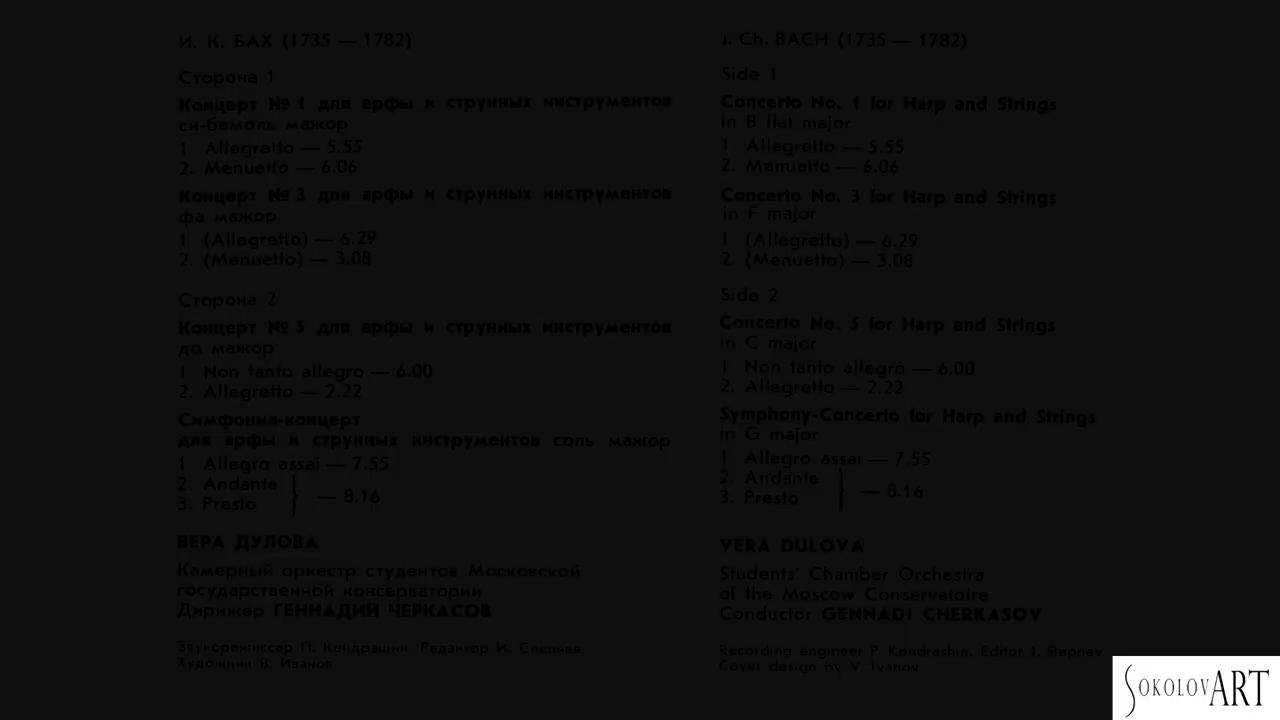 И. К. БАХ (1735 — 1782)
Сторона 1
Концерт № 1 для арфы и струнных инструментов
си-бемоль мажор
1 Allegretto — 5.55
2. Menuetto — 6.06
Концерт № 3 для арфы и струнных инструментов
фа мажор
1 (Allegretto) — 6.29
2. (Menuetto) — 3.08
Сторона 2
Концерт № 5 для арфы и струнных инструментов
до мажор
1 Non tanto allegro — 6.00
2. Allegretto — 2.22
Симфония-концерт
для арфы и струнных инструментов соль мажор
1 Allegro assai — 7.55
2. Andante
3. Presto
— 8.16
ВЕРА ДУЛОВА
Камерный оркестр студентов Московской
государственной консерватории
Дирижер ГЕННАДИЙ ЧЕРКАСОВ
Звукорежиссер П. Кондрашин. Редактор И. Слепнев
Художник В. Иванов
J. Ch. BACH (1735 — 1782)
Side 1
Concerto No. 1 for Harp and Strings
in B flat major
1 Allegretto — 5.55
2. Manuetto — 6.06
Concerto No. 3 for Harp and Strings
in F major
1 (Allegretto) — 6.29
2. (Menuetto) — 3.08
Side 2
Concerto No. 5 for Harp and Strings
in C major
1 Non tanto allegro — 6.00
2. Allegretto — 2.22
Symphony-Concerto for Harp and Strings
in G major
1 Allegro assai — 7.55
2. Andante
3. Presto
— 8.16
VERA DULOVA
Students' Chamber Orchestra
of the Moscow Conservatoire
Conductor GENNADI CHERKASOV
Recording engineer P. Kondrashin. Editor I. Slepnev
Cover design by V. Ivanov
SOKOLOVART